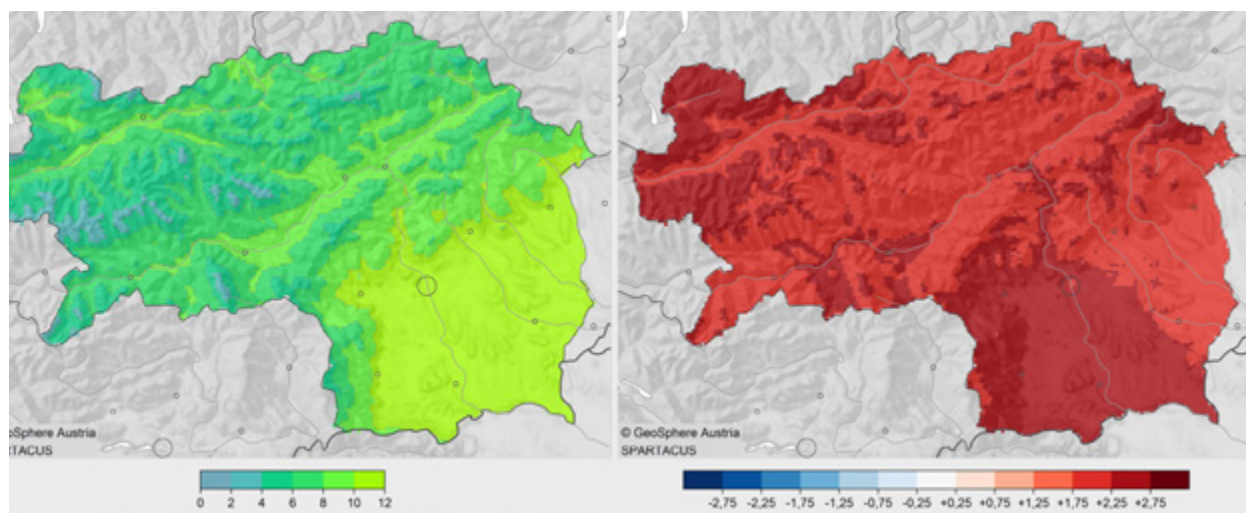 oSphere Austria
RTACUS
© GeoSphere Austria
SPARTACUS
0 2 4 6 8 10 12
-2,75 -2,25 -1,75 -1,25 -0,75 -0,25 +0,25 +0,75 +1,25 +1,75 +2,25 +2,75